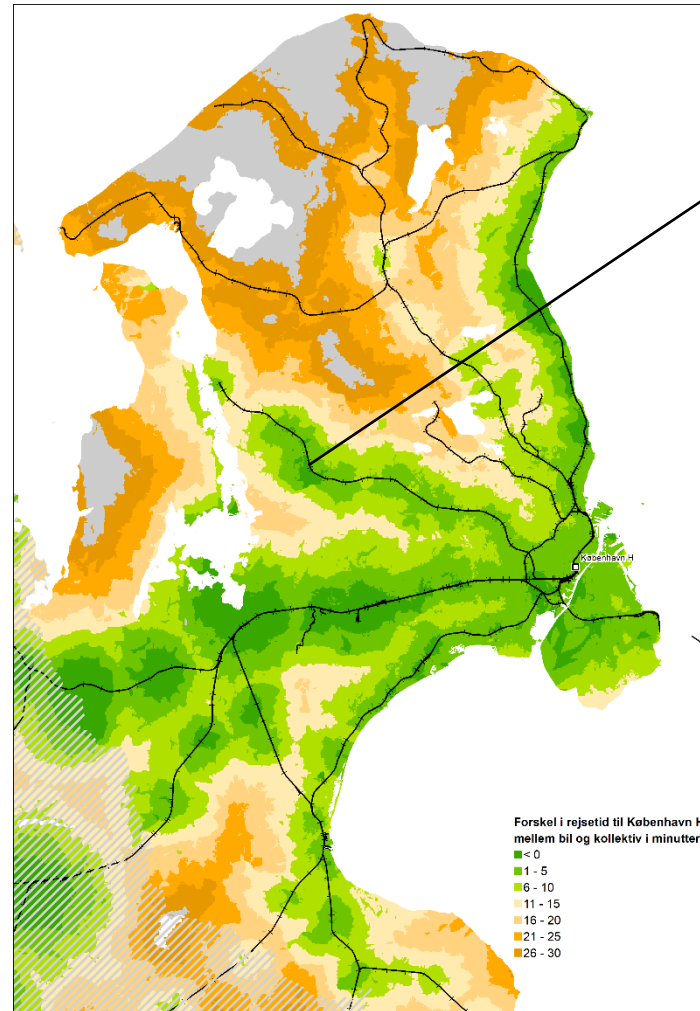 København H
Forskel i rejsetid til København H
mellem bil og kollektiv i minutter
< 0
1 - 5
6 - 10
11 - 15
16 - 20
21 - 25
26 - 30